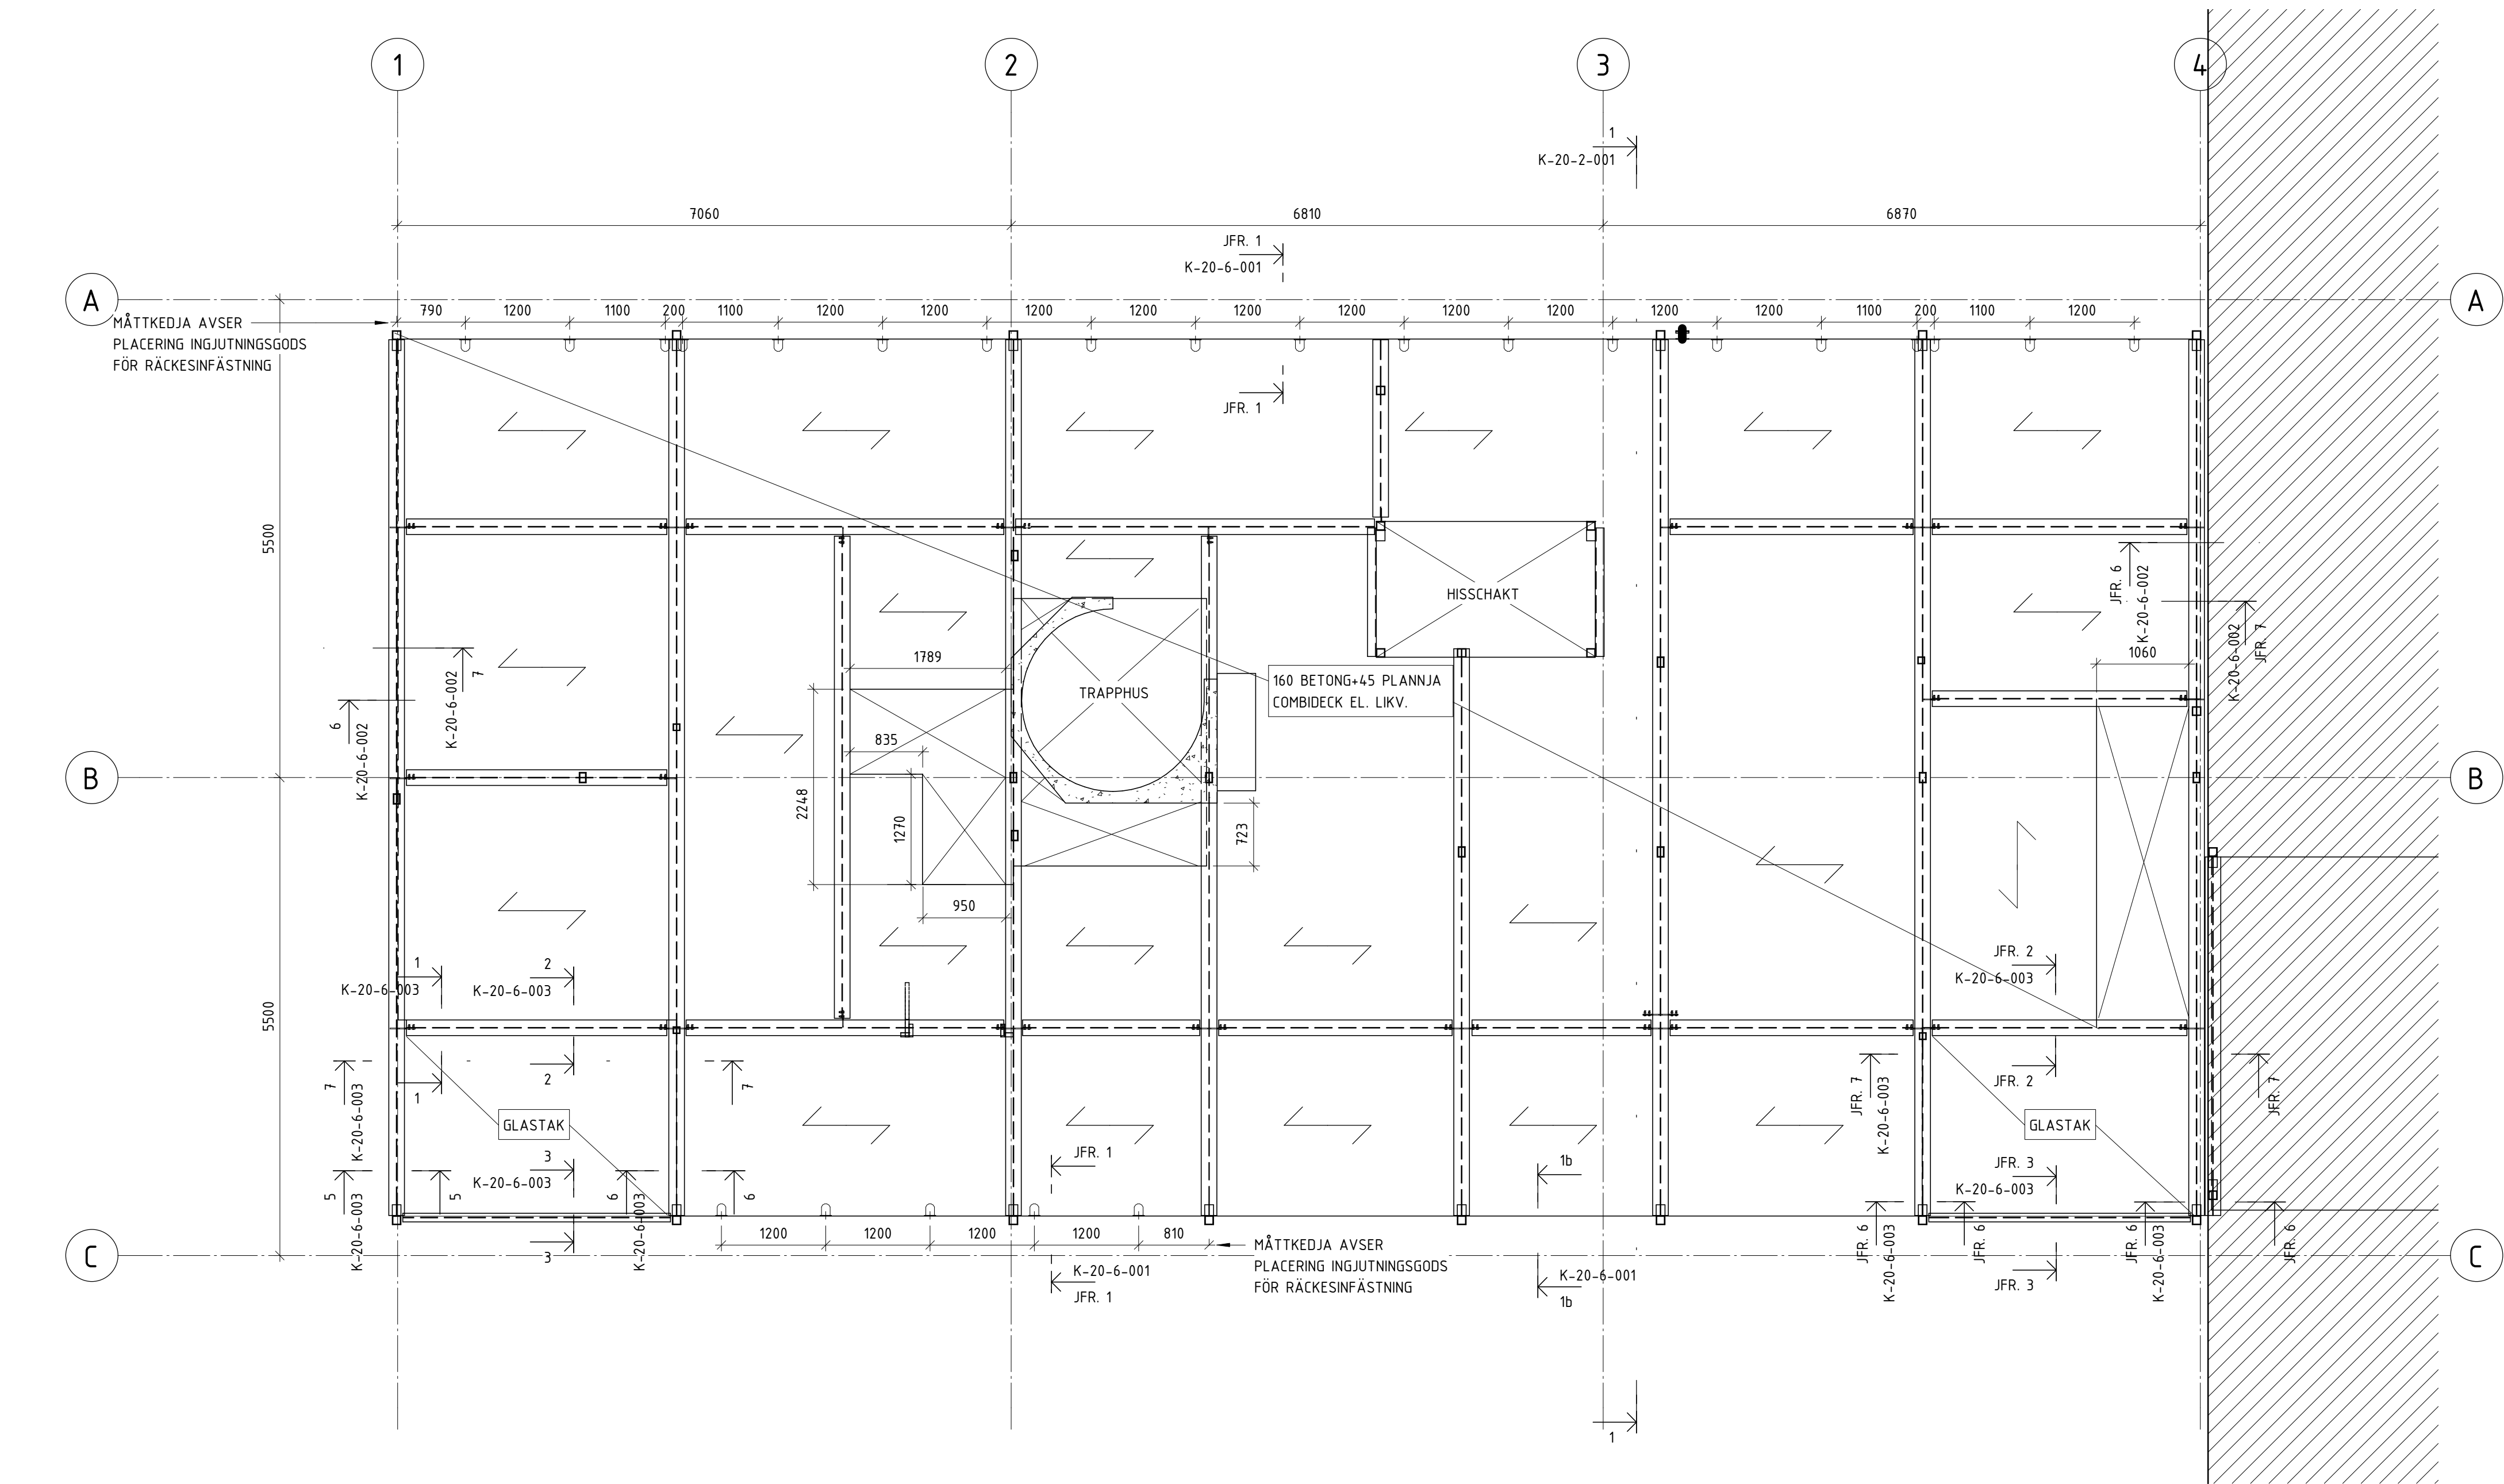 1
2
3
4
1
K-20-2-001
7060
6810
6870
JFR. 1
K-20-6-001
A
A
790
1200
1100
200
1100
1200
1200
1200
1200
1200
1200
1200
1200
1200
1200
1100
200
1100
1200
MÅTTKEDJA AVSER
PLACERING INGJUTNINGSGODS
FÖR RÄCKESINFÄSTNING
JFR. 1
5500
JFR. 6
K-20-6-002
HISSCHAKT
K-20-6-002
JFR. 7
1789
1060
7
K-20-6-002
TRAPPHUS
160 BETONG+45 PLANNJA
COMBIDECK EL. LIKV.
6
K-20-6-002
835
B
B
2248
1270
723
950
1
K-20-6-003
2
K-20-6-003
JFR. 2
K-20-6-003
5500
7
K-20-6-003
1
2
7
JFR. 7
K-20-6-003
JFR. 2
JFR. 7
GLASTAK
GLASTAK
3
K-20-6-003
JFR. 1
1b
JFR. 3
K-20-6-003
5
K-20-6-003
5
6
K-20-6-003
6
JFR. 6
K-20-6-003
JFR. 6
JFR. 6
K-20-6-003
JFR. 6
1200
1200
1200
1200
810
MÅTTKEDJA AVSER
PLACERING INGJUTNINGSGODS
FÖR RÄCKESINFÄSTNING
C
C
3
K-20-6-001
JFR. 1
K-20-6-001
1b
JFR. 3
1